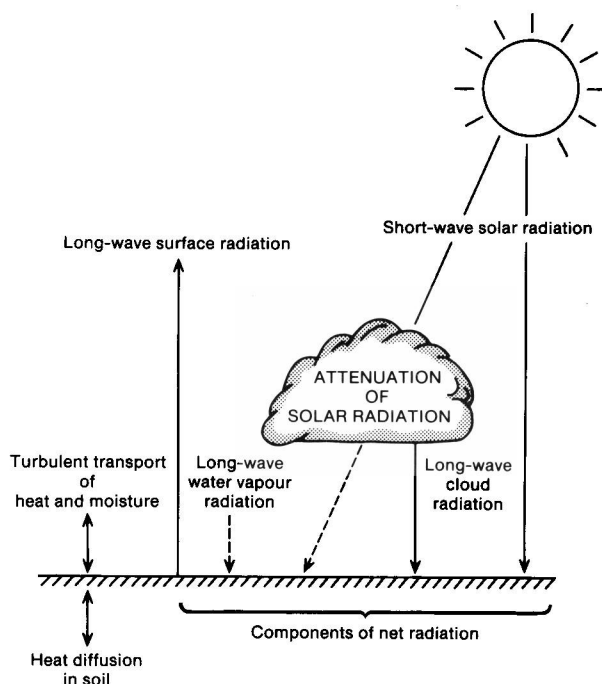 Short-wave solar radiation
Long-wave surface radiation
ATTENUATION
OF
SOLAR RADIATION
Turbulent transport
of
heat and moisture
Long-wave
water vapour
radiation
Long-wave
cloud
radiation
Components of net radiation
Heat diffusion
in soil